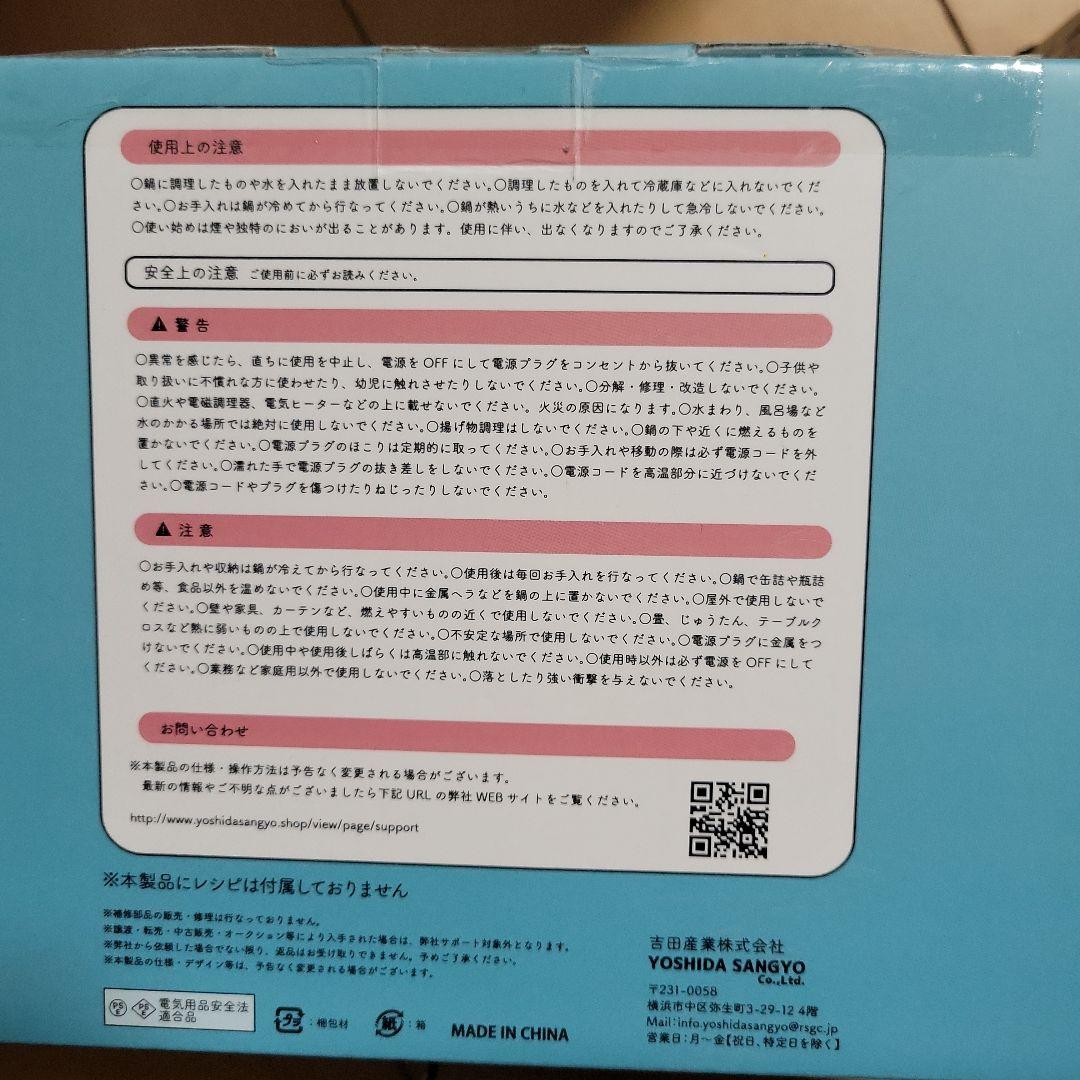 使用上の注意
○鍋に調理したものや水を入れたまま放置しないでください。○調理したものを入れて冷蔵庫などに入れないでくだ
さい。○お手入れは鍋が冷めてから行なってください。○鍋が熱いうちに水などを入れたりして急冷しないでください。
○使い始めは煙や独特のにおいが出ることがあります。使用に伴い、出なくなりますのでご了承ください。
安全上の注意 ご使用前に必ずお読みください。
⚠警告
○異常を感じたら、直ちに使用を中止し、電源を OFF にして電源プラグをコンセントから抜いてください。○子供や
取り扱いに不慣れな方に使わせたり、幼児に触れさせたりしないでください。○分解・修理・改造しないでください。
○直火や電磁調理器、電気ヒーターなどの上に載せないでください。火災の原因になります。○水まわり、風呂場など
水のかかる場所では絶対に使用しないでください。○揚げ物調理はしないでください。○鍋の下や近くに燃えるものを
置かないでください。○電源プラグのほこりは定期的に取ってください。○お手入れや移動の際は必ず電源コードを外
してください。○濡れた手で電源プラグの抜き差しをしないでください。○電源コードを高温部分に近づけないでくだ
さい。○電源コードやプラグを傷つけたりねじったりしないでください。
⚠注意
○お手入れや収納は鍋が冷えてから行なってください。○使用後は毎回お手入れを行なってください。○鍋で缶詰や瓶詰
め等、食品以外を温めないでください。○使用中に金属ヘラなどを鍋の上に置かないでください。○屋外で使用しないで
ください。○壁や家具、カーテンなど、燃えやすいものの近くで使用しないでください。○畳、じゅうたん、テーブルク
ロスなど熱に弱いものの上で使用しないでください。○不安定な場所で使用しないでください。○電源プラグに金属をつ
けないでください。○使用中や使用後しばらくは高温部に触れないでください。○使用時以外は必ず電源を OFF にして
ください。○業務など家庭用以外で使用しないでください。○落としたり強い衝撃を与えないでください。
お問い合わせ
※本製品の仕様・操作方法は予告なく変更される場合がございます。
最新の情報やご不明な点がございましたら下記 URL の弊社 WEB サイトをご覧ください。
http://www.yoshidasangyo.shop/view/page/support
※本製品にレシピは付属しておりません
※補修部品の販売・修理は行なっておりません。
※譲渡・転売・中古販売・オークション等により入手された場合は、弊社サポート対象外となります。
※弊社から依頼した場合でない限り、返品はお受け取りできません。予めご了承ください。
※本製品の仕様・デザイン等は、予告なく変更される場合がございます。
PSE PSE 電気用品安全法
適合品
プラ：梱包材
紙：箱
MADE IN CHINA
吉田産業株式会社
YOSHIDA SANGYO
Co.,Ltd.
〒231-0058
横浜市中区弥生町3-29-12 4階
Mail:info.yoshidasangyo@rsgc.jp
営業日:月～金【祝日、特定日を除く】